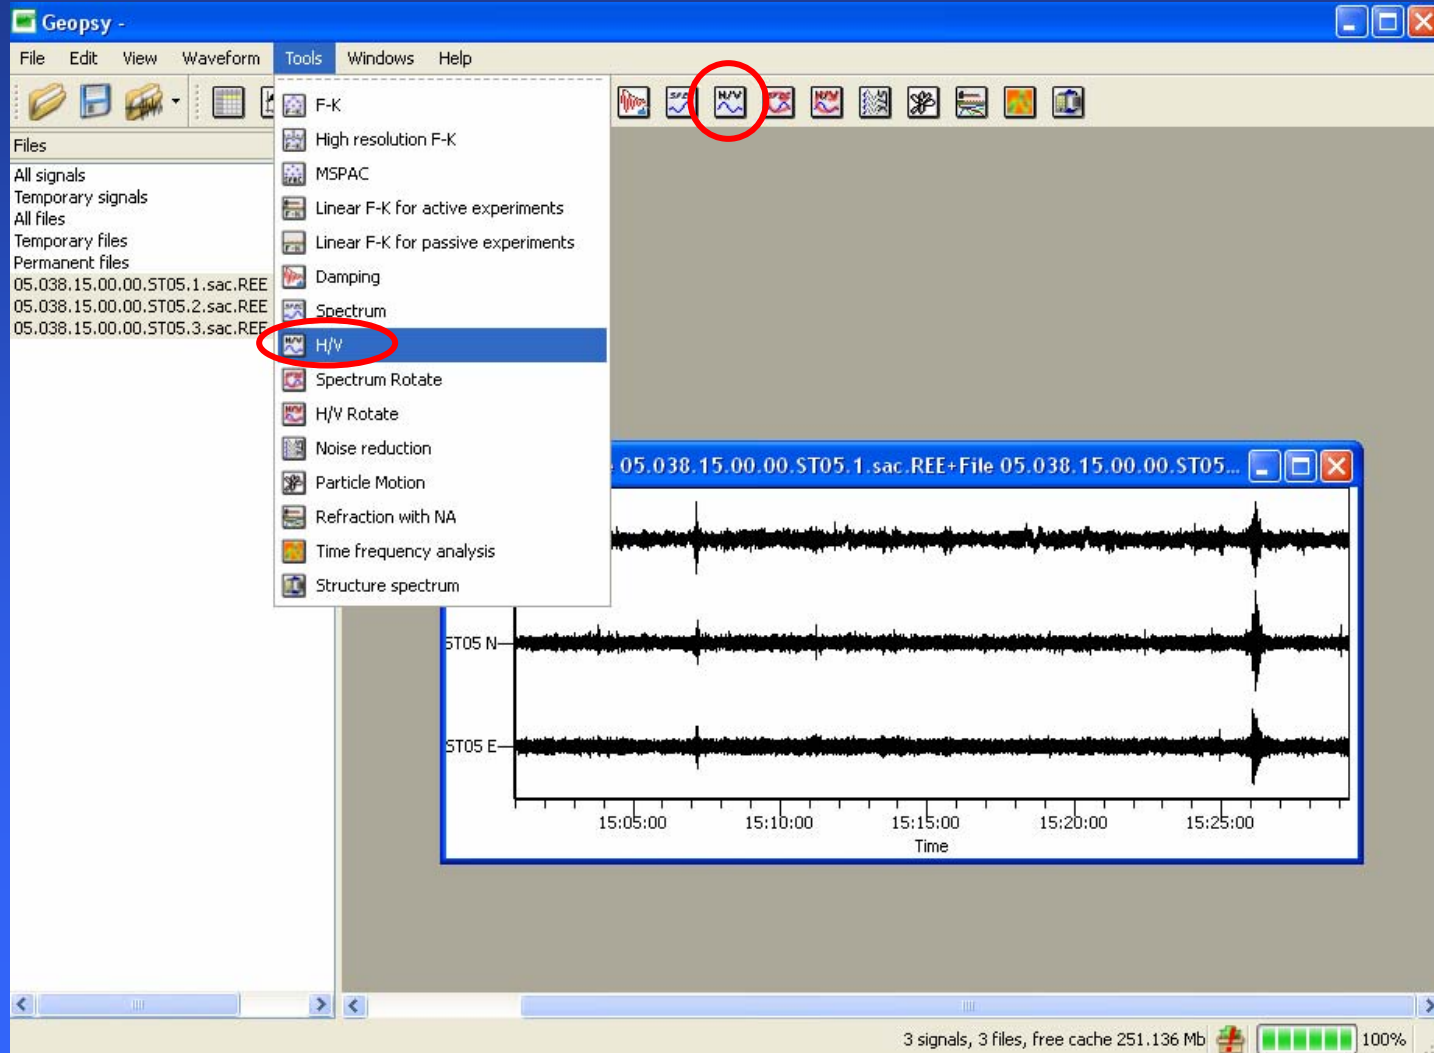 Geopsy -
File Edit View Waveform Tools Windows Help
Files
All signals
Temporary signals
All files
Temporary files
Permanent files
05.038.15.00.00.ST05.1.sac.REE
05.038.15.00.00.ST05.2.sac.REE
05.038.15.00.00.ST05.3.sac.REE
F-K
High resolution F-K
MSPAC
Linear F-K for active experiments
Linear F-K for passive experiments
Damping
Spectrum
H/V
Spectrum Rotate
H/V Rotate
Noise reduction
Particle Motion
Refraction with NA
Time frequency analysis
Structure spectrum
05.038.15.00.00.ST05.1.sac.REE+File 05.038.15.00.00.ST05...
ST05 N
ST05 E
15:05:00 15:10:00 15:15:00 15:20:00 15:25:00
Time
3 signals, 3 files, free cache 251.136 Mb 100%